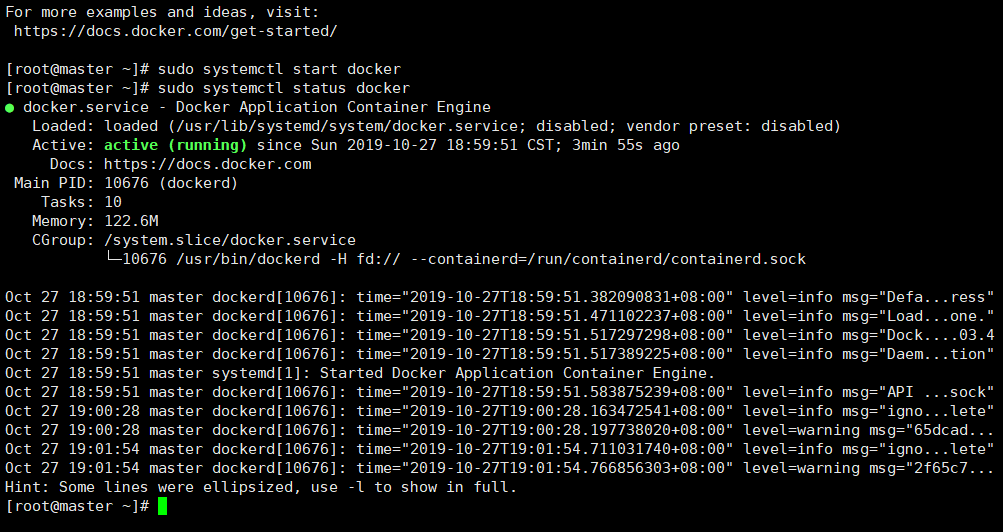 For more examples and ideas, visit:
 https://docs.docker.com/get-started/

[root@master ~]# sudo systemctl start docker
[root@master ~]# sudo systemctl status docker
● docker.service - Docker Application Container Engine
   Loaded: loaded (/usr/lib/systemd/system/docker.service; disabled; vendor preset: disabled)
   Active: active (running) since Sun 2019-10-27 18:59:51 CST; 3min 55s ago
     Docs: https://docs.docker.com
 Main PID: 10676 (dockerd)
    Tasks: 10
   Memory: 122.6M
   CGroup: /system.slice/docker.service
           └─10676 /usr/bin/dockerd -H fd:// --containerd=/run/containerd/containerd.sock

Oct 27 18:59:51 master dockerd[10676]: time="2019-10-27T18:59:51.382090831+08:00" level=info msg="Defa...ress"
Oct 27 18:59:51 master dockerd[10676]: time="2019-10-27T18:59:51.471102237+08:00" level=info msg="Load...one."
Oct 27 18:59:51 master dockerd[10676]: time="2019-10-27T18:59:51.517297298+08:00" level=info msg="Dock....03.4
Oct 27 18:59:51 master dockerd[10676]: time="2019-10-27T18:59:51.517389225+08:00" level=info msg="Daem...tion"
Oct 27 18:59:51 master systemd[1]: Started Docker Application Container Engine.
Oct 27 18:59:51 master dockerd[10676]: time="2019-10-27T18:59:51.583875239+08:00" level=info msg="API ...sock"
Oct 27 19:00:28 master dockerd[10676]: time="2019-10-27T19:00:28.163472541+08:00" level=info msg="igno...lete"
Oct 27 19:00:28 master dockerd[10676]: time="2019-10-27T19:00:28.197738020+08:00" level=warning msg="65dcad...
Oct 27 19:01:54 master dockerd[10676]: time="2019-10-27T19:01:54.711031740+08:00" level=info msg="igno...lete"
Oct 27 19:01:54 master dockerd[10676]: time="2019-10-27T19:01:54.766856303+08:00" level=warning msg="2f65c7...
Hint: Some lines were ellipsized, use -l to show in full.
[root@master ~]#